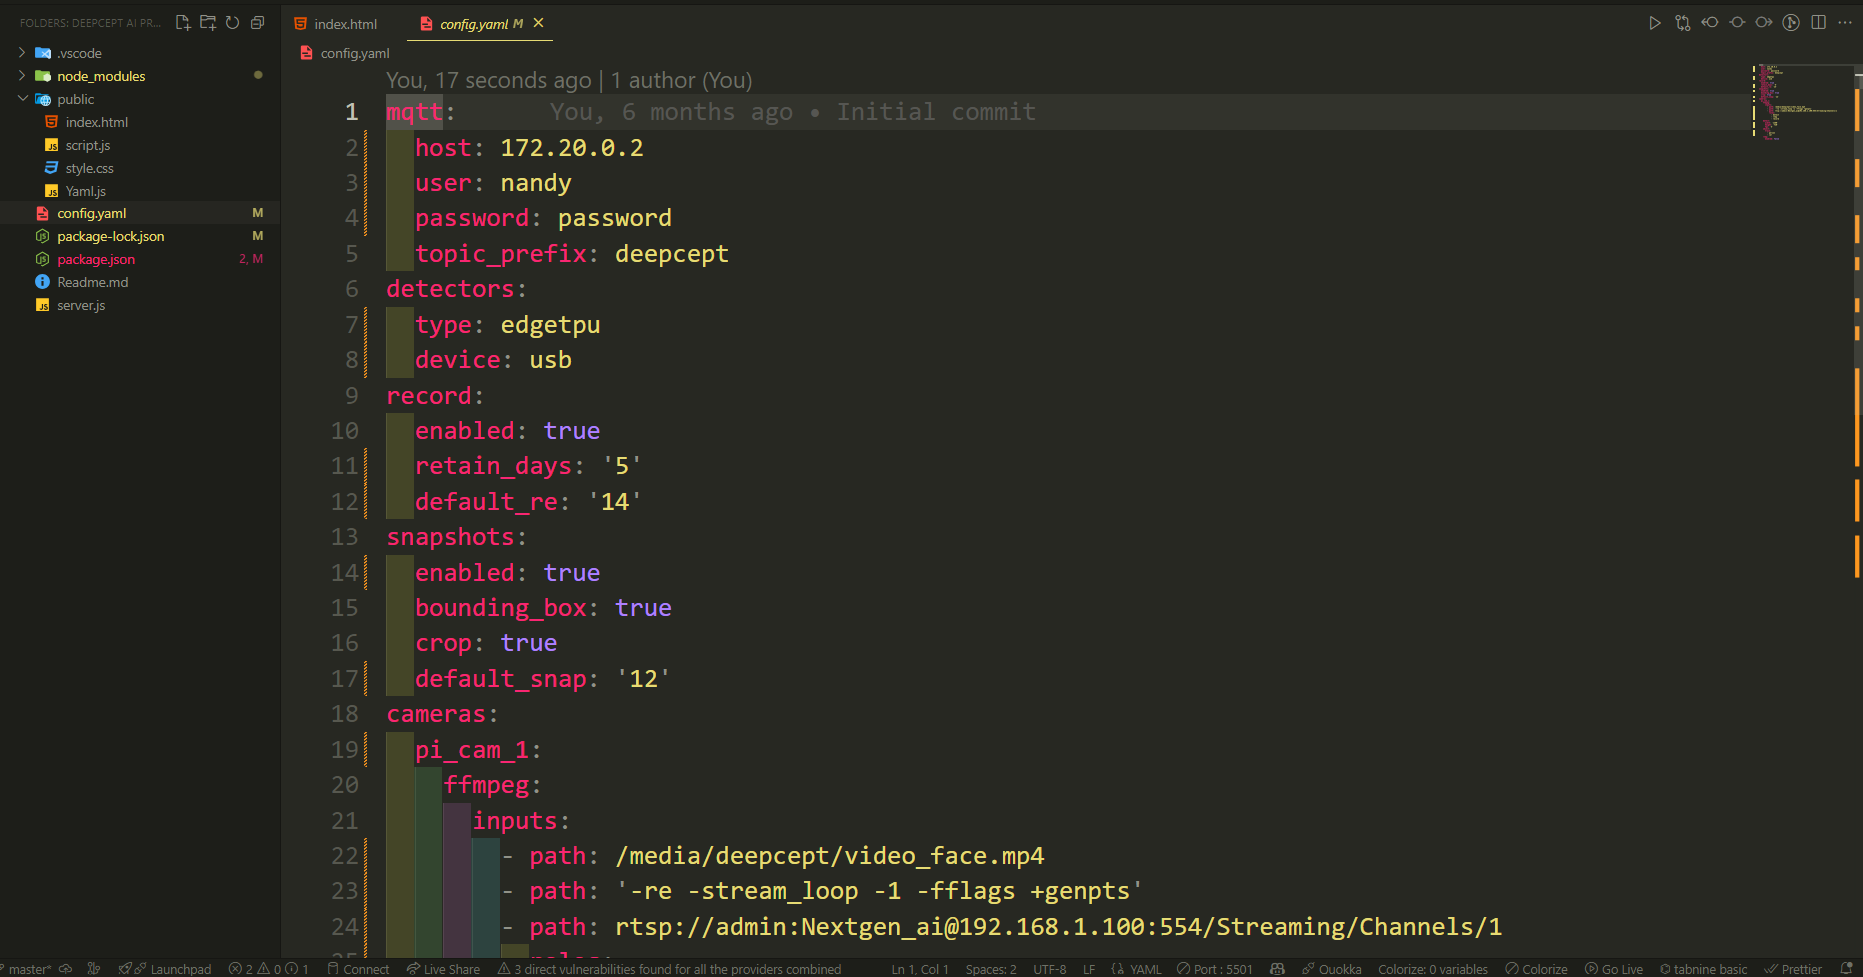 FOLDERS: DEEPCEPT AI PR...
.vscode
node_modules
public
index.html
script.js
style.css
Yaml.js
config.yaml M
package-lock.json M
package.json 2, M
Readme.md
server.js
index.html
config.yaml M
config.yaml
You, 17 seconds ago | 1 author (You)
1 mqtt: You, 6 months ago • Initial commit
2 host: 172.20.0.2
3 user: nandy
4 password: password
5 topic_prefix: deepcept
6 detectors:
7 type: edgetpu
8 device: usb
9 record:
10 enabled: true
11 retain_days: '5'
12 default_re: '14'
13 snapshots:
14 enabled: true
15 bounding_box: true
16 crop: true
17 default_snap: '12'
18 cameras:
19 pi_cam_1:
20 ffmpeg:
21 inputs:
22 - path: /media/deepcept/video_face.mp4
23 - path: '-re -stream_loop -1 -fflags +genpts'
24 - path: rtsp://admin:Nextgen_ai@192.168.1.100:554/Streaming/Channels/1
master* Launchpad 2 0 1 Connect Live Share 3 direct vulnerabilities found for all the providers combined Ln 1, Col 1 Spaces: 2 UTF-8 LF YAML Port : 5501 Quokka Colorize: 0 variables Colorize Go Live tabnine basic Prettier